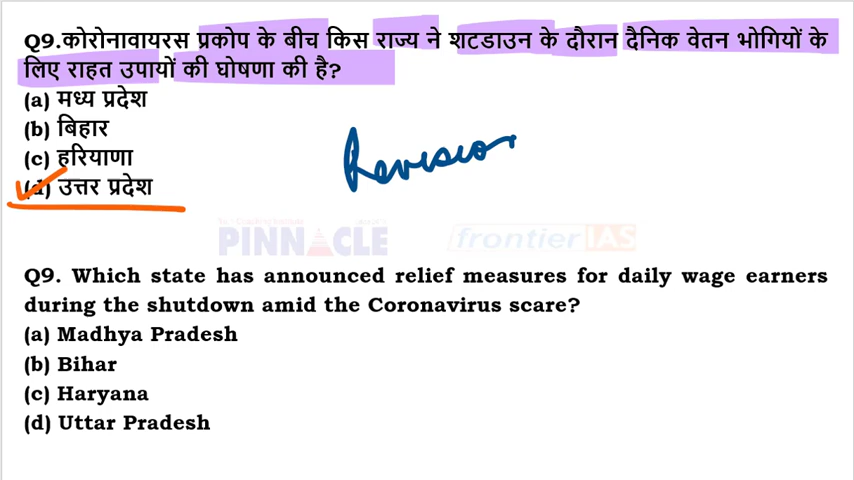 Q9.कोरोनावायरस प्रकोप के बीच किस राज्य ने शटडाउन के दौरान दैनिक वेतन भोगियों के
लिए राहत उपायों की घोषणा की है?
(a) मध्य प्रदेश
(b) बिहार
(c) हरियाणा
(d) उत्तर प्रदेश
Revision
PINNACLE
frontier IAS
Q9. Which state has announced relief measures for daily wage earners
during the shutdown amid the Coronavirus scare?
(a) Madhya Pradesh
(b) Bihar
(c) Haryana
(d) Uttar Pradesh